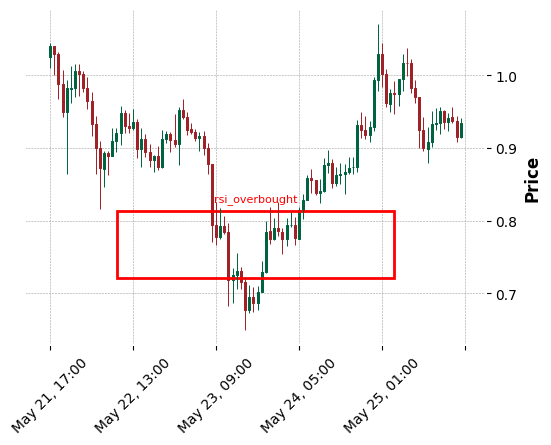 1.0
0.9
rsi_overbought
0.8
0.7
Price
May 21, 17:00
May 22, 13:00
May 23, 09:00
May 24, 05:00
May 25, 01:00